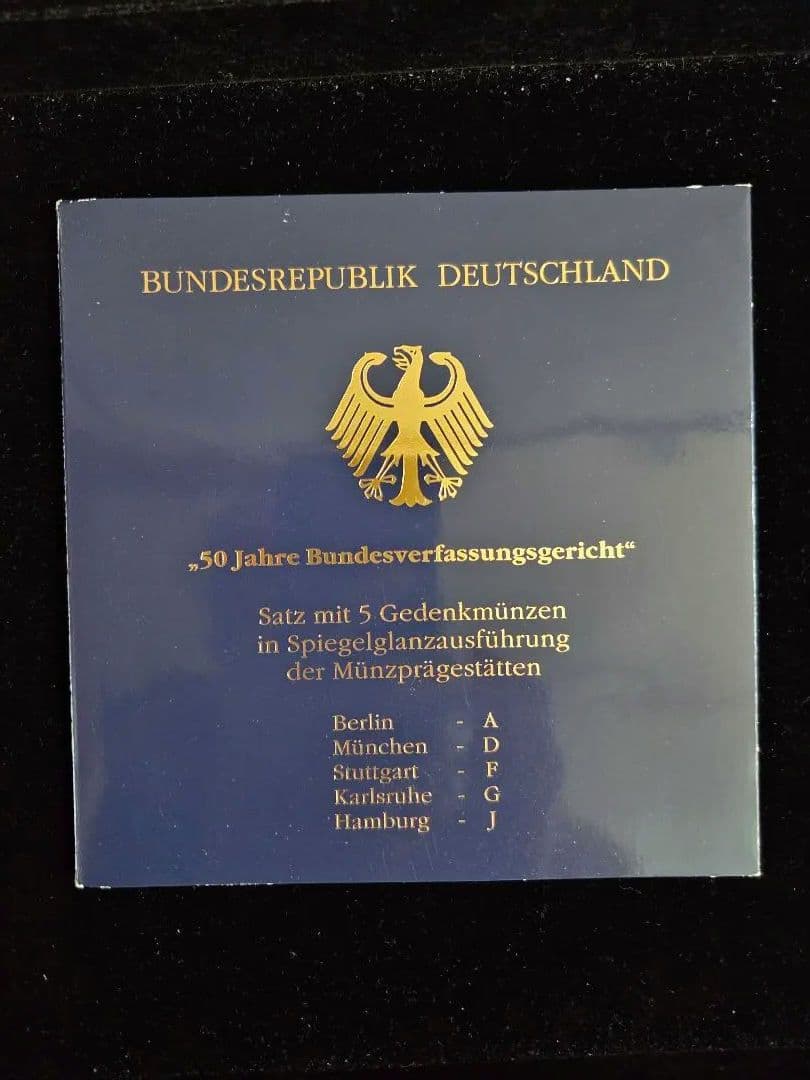 BUNDESREPUBLIK DEUTSCHLAND
„50 Jahre Bundesverfassungsgericht“
Satz mit 5 Gedenkmünzen
in Spiegelglanzausführung
der Münzprägestätten
Berlin - A
München - D
Stuttgart - F
Karlsruhe - G
Hamburg - J